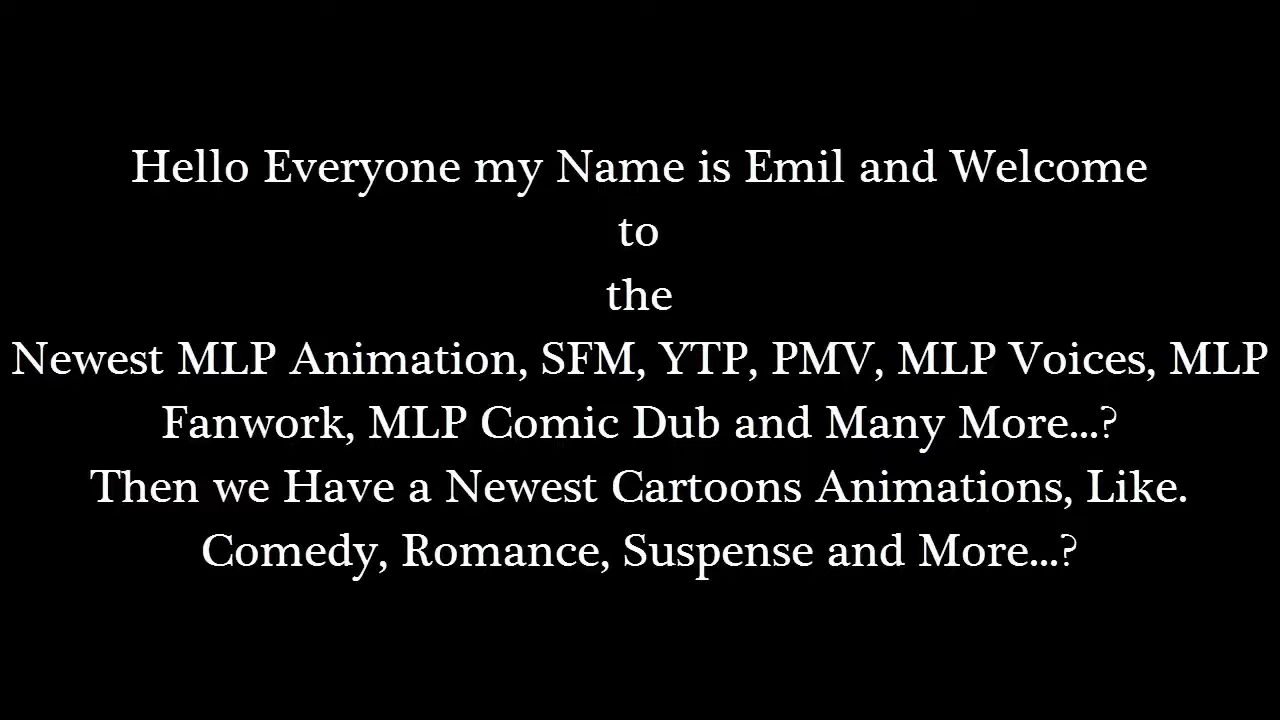 Hello Everyone my Name is Emil and Welcome
to
the
Newest MLP Animation, SFM, YTP, PMV, MLP Voices, MLP
Fanwork, MLP Comic Dub and Many More...?
Then we Have a Newest Cartoons Animations, Like.
Comedy, Romance, Suspense and More...?